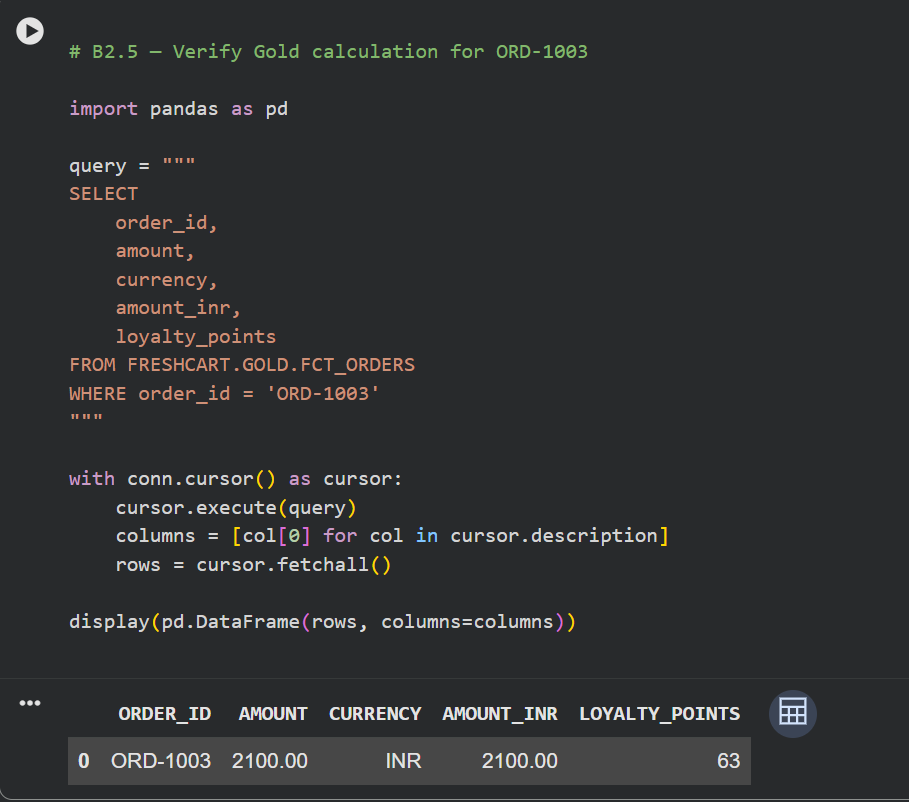 # B2.5 — Verify Gold calculation for ORD-1003
import pandas as pd
query = """
SELECT
    order_id,
    amount,
    currency,
    amount_inr,
    loyalty_points
FROM FRESHCART.GOLD.FCT_ORDERS
WHERE order_id = 'ORD-1003'
"""
with conn.cursor() as cursor:
    cursor.execute(query)
    columns = [col[0] for col in cursor.description]
    rows = cursor.fetchall()
display(pd.DataFrame(rows, columns=columns))
ORDER_ID AMOUNT CURRENCY AMOUNT_INR LOYALTY_POINTS
0 ORD-1003 2100.00 INR 2100.00 63